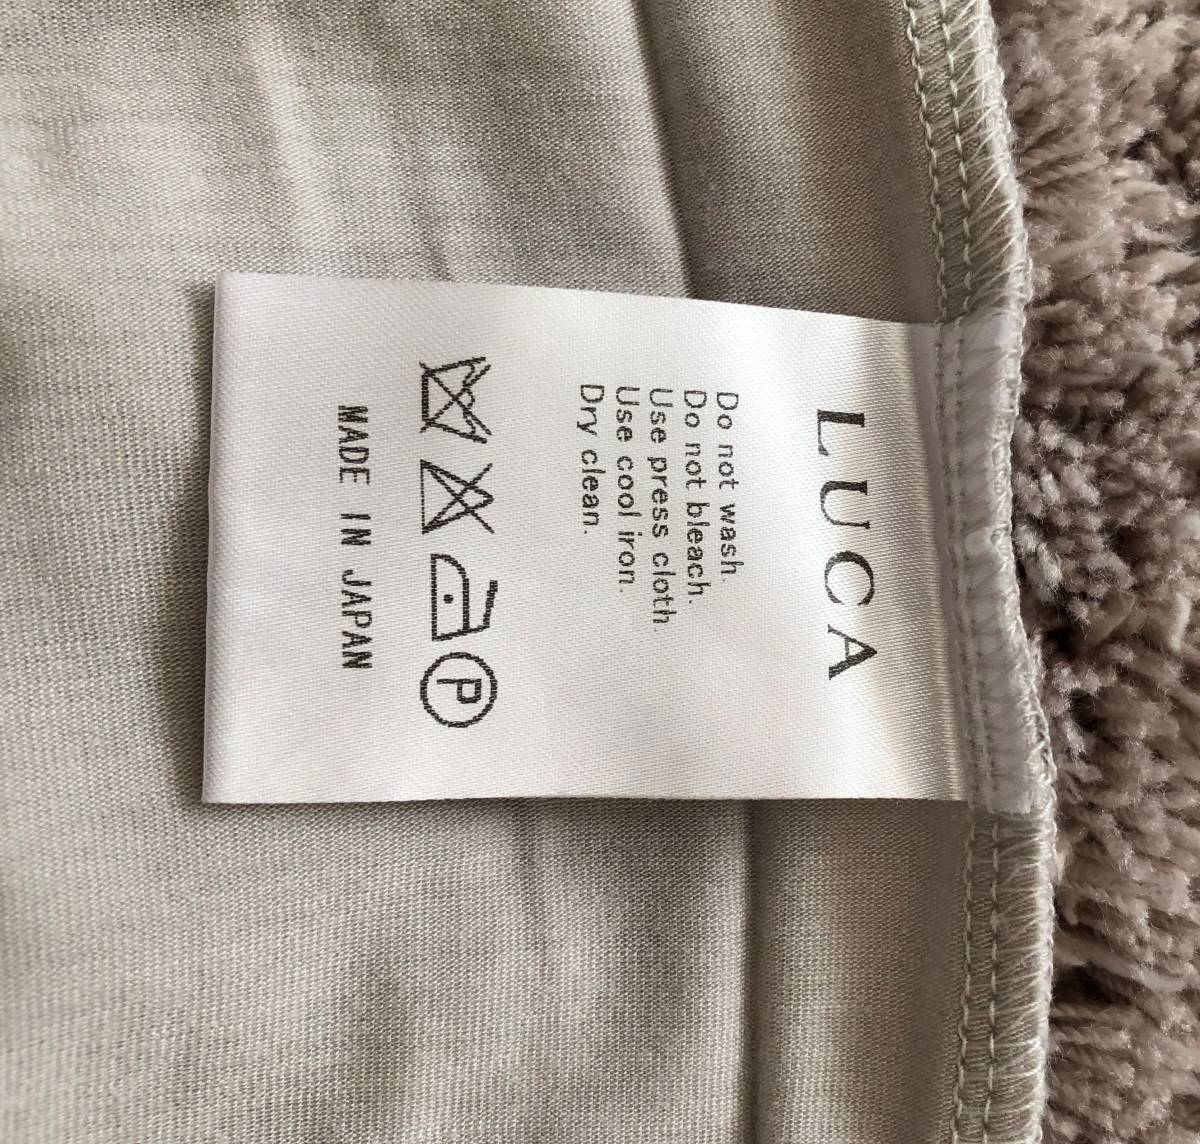 LUCA
Do not wash.
Do not bleach.
Use press cloth.
Use cool iron.
Dry clean.
P
MADE IN JAPAN